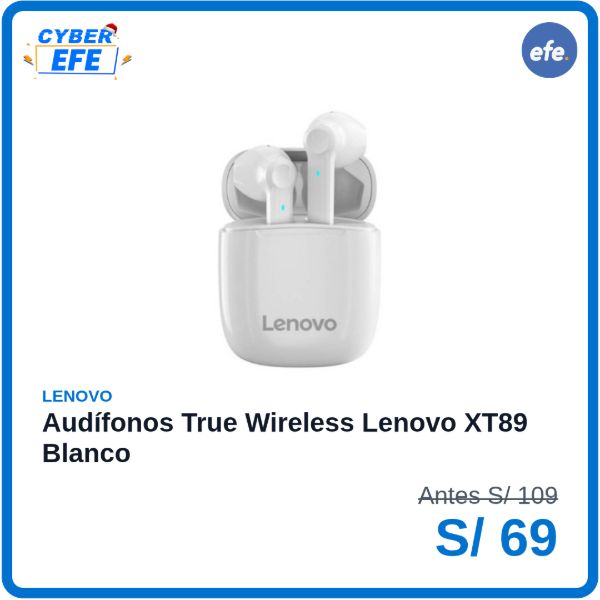 CYBER
EFE
efe.
Lenovo
LENOVO
Audífonos True Wireless Lenovo XT89
Blanco
Antes S/ 109
S/ 69